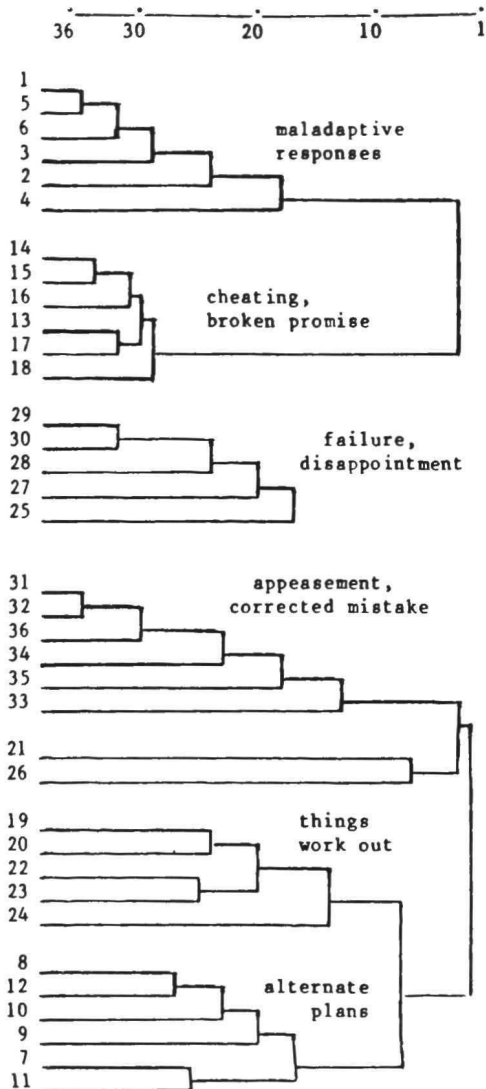 36 30 20 10 1
1
5
6
3
2
4
maladaptive
responses
14
15
16
13
17
18
cheating,
broken promise
29
30
28
27
25
failure,
disappointment
31
32
36
34
35
33
appeasement,
corrected mistake
21
26
19
20
22
23
24
things
work out
8
12
10
9
7
11
alternate
plans